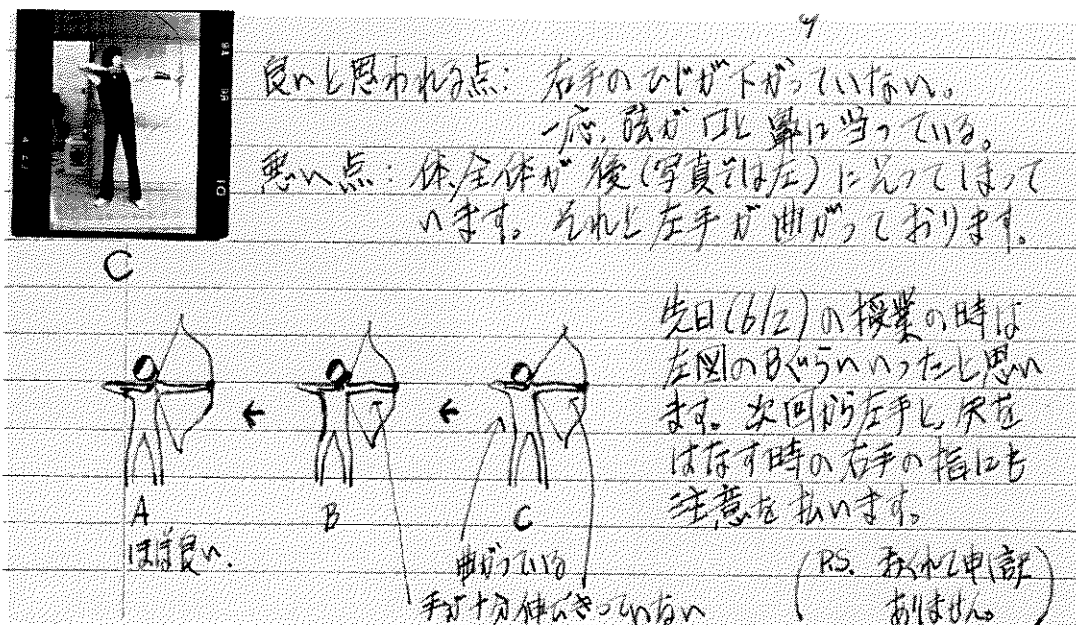 良いと思われる点: 右手のひじが下がっていない。
一応、弦が口と鼻に当っている。
悪い点: 体全体が後(写真では左)に反ってしまって
います。それと左手が曲がっております。
C
先日(6/2)の授業の時は
左図のBぐらいいったと思い
ます。次回から左手と、矢を
はなす時の右手の指にも
注意を払います。
(P.S. おくれて申し訳
ありません。)
A
B
C
ほぼ良い.
曲がっている
手が十分伸びきっていない